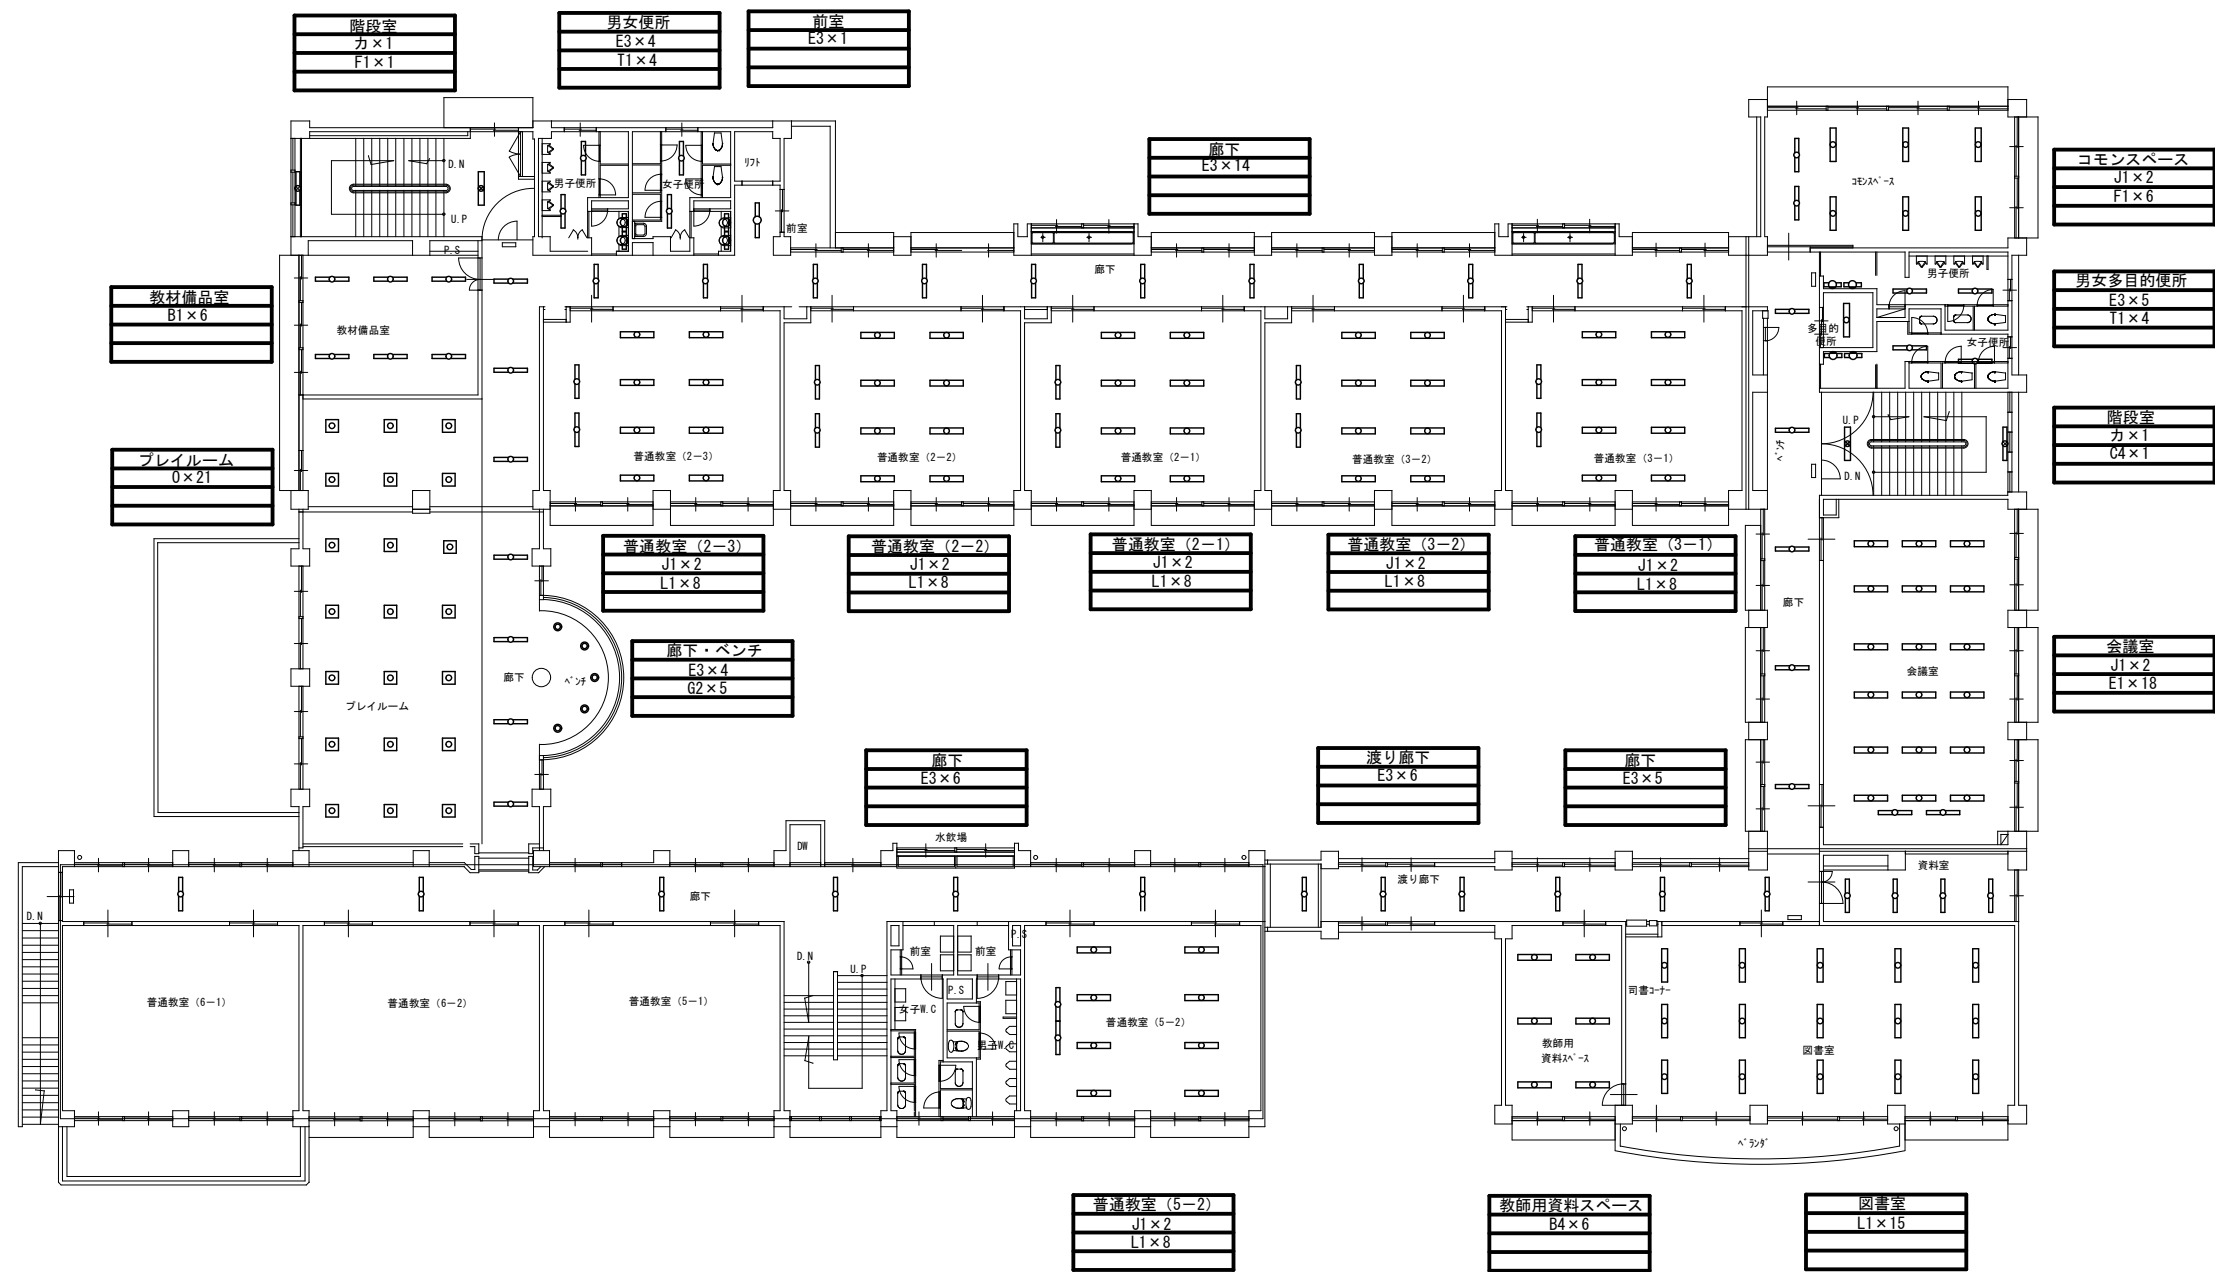 階段室
カ×1
F1×1
男女便所
E3×4
T1×4
前室
E3×1
廊下
E3×14
コモンスペース
J1×2
F1×6
男女多目的便所
E3×5
T1×4
階段室
カ×1
C4×1
会議室
J1×2
E1×18
教材備品室
B1×6
プレイルーム
O×21
普通教室(2－3)
J1×2
L1×8
普通教室(2－2)
J1×2
L1×8
普通教室(2－1)
J1×2
L1×8
普通教室(3－2)
J1×2
L1×8
普通教室(3－1)
J1×2
L1×8
廊下・ベンチ
E3×4
G2×5
廊下
E3×6
渡り廊下
E3×6
廊下
E3×5
普通教室(5－2)
J1×2
L1×8
教師用資料スペース
B4×6
図書室
L1×15
D.N
U.P
P.S
男子便所
女子便所
リフト
前室
廊下
コモンスペース
男子便所
多目的
便所
女子便所
教材備品室
普通教室(2－3)
普通教室(2－2)
普通教室(2－1)
普通教室(3－2)
普通教室(3－1)
ベンチ
U.P
D.N
廊下
会議室
プレイルーム
廊下
ベンチ
水飲場
DW
廊下
渡り廊下
資料室
D.N
普通教室(6－1)
普通教室(6－2)
普通教室(5－1)
D.N
U.P
前室
前室
P.S
P.S
女子W.C
男子W.C
普通教室(5－2)
教師用
資料スペース
司書コーナー
図書室
ベランダ